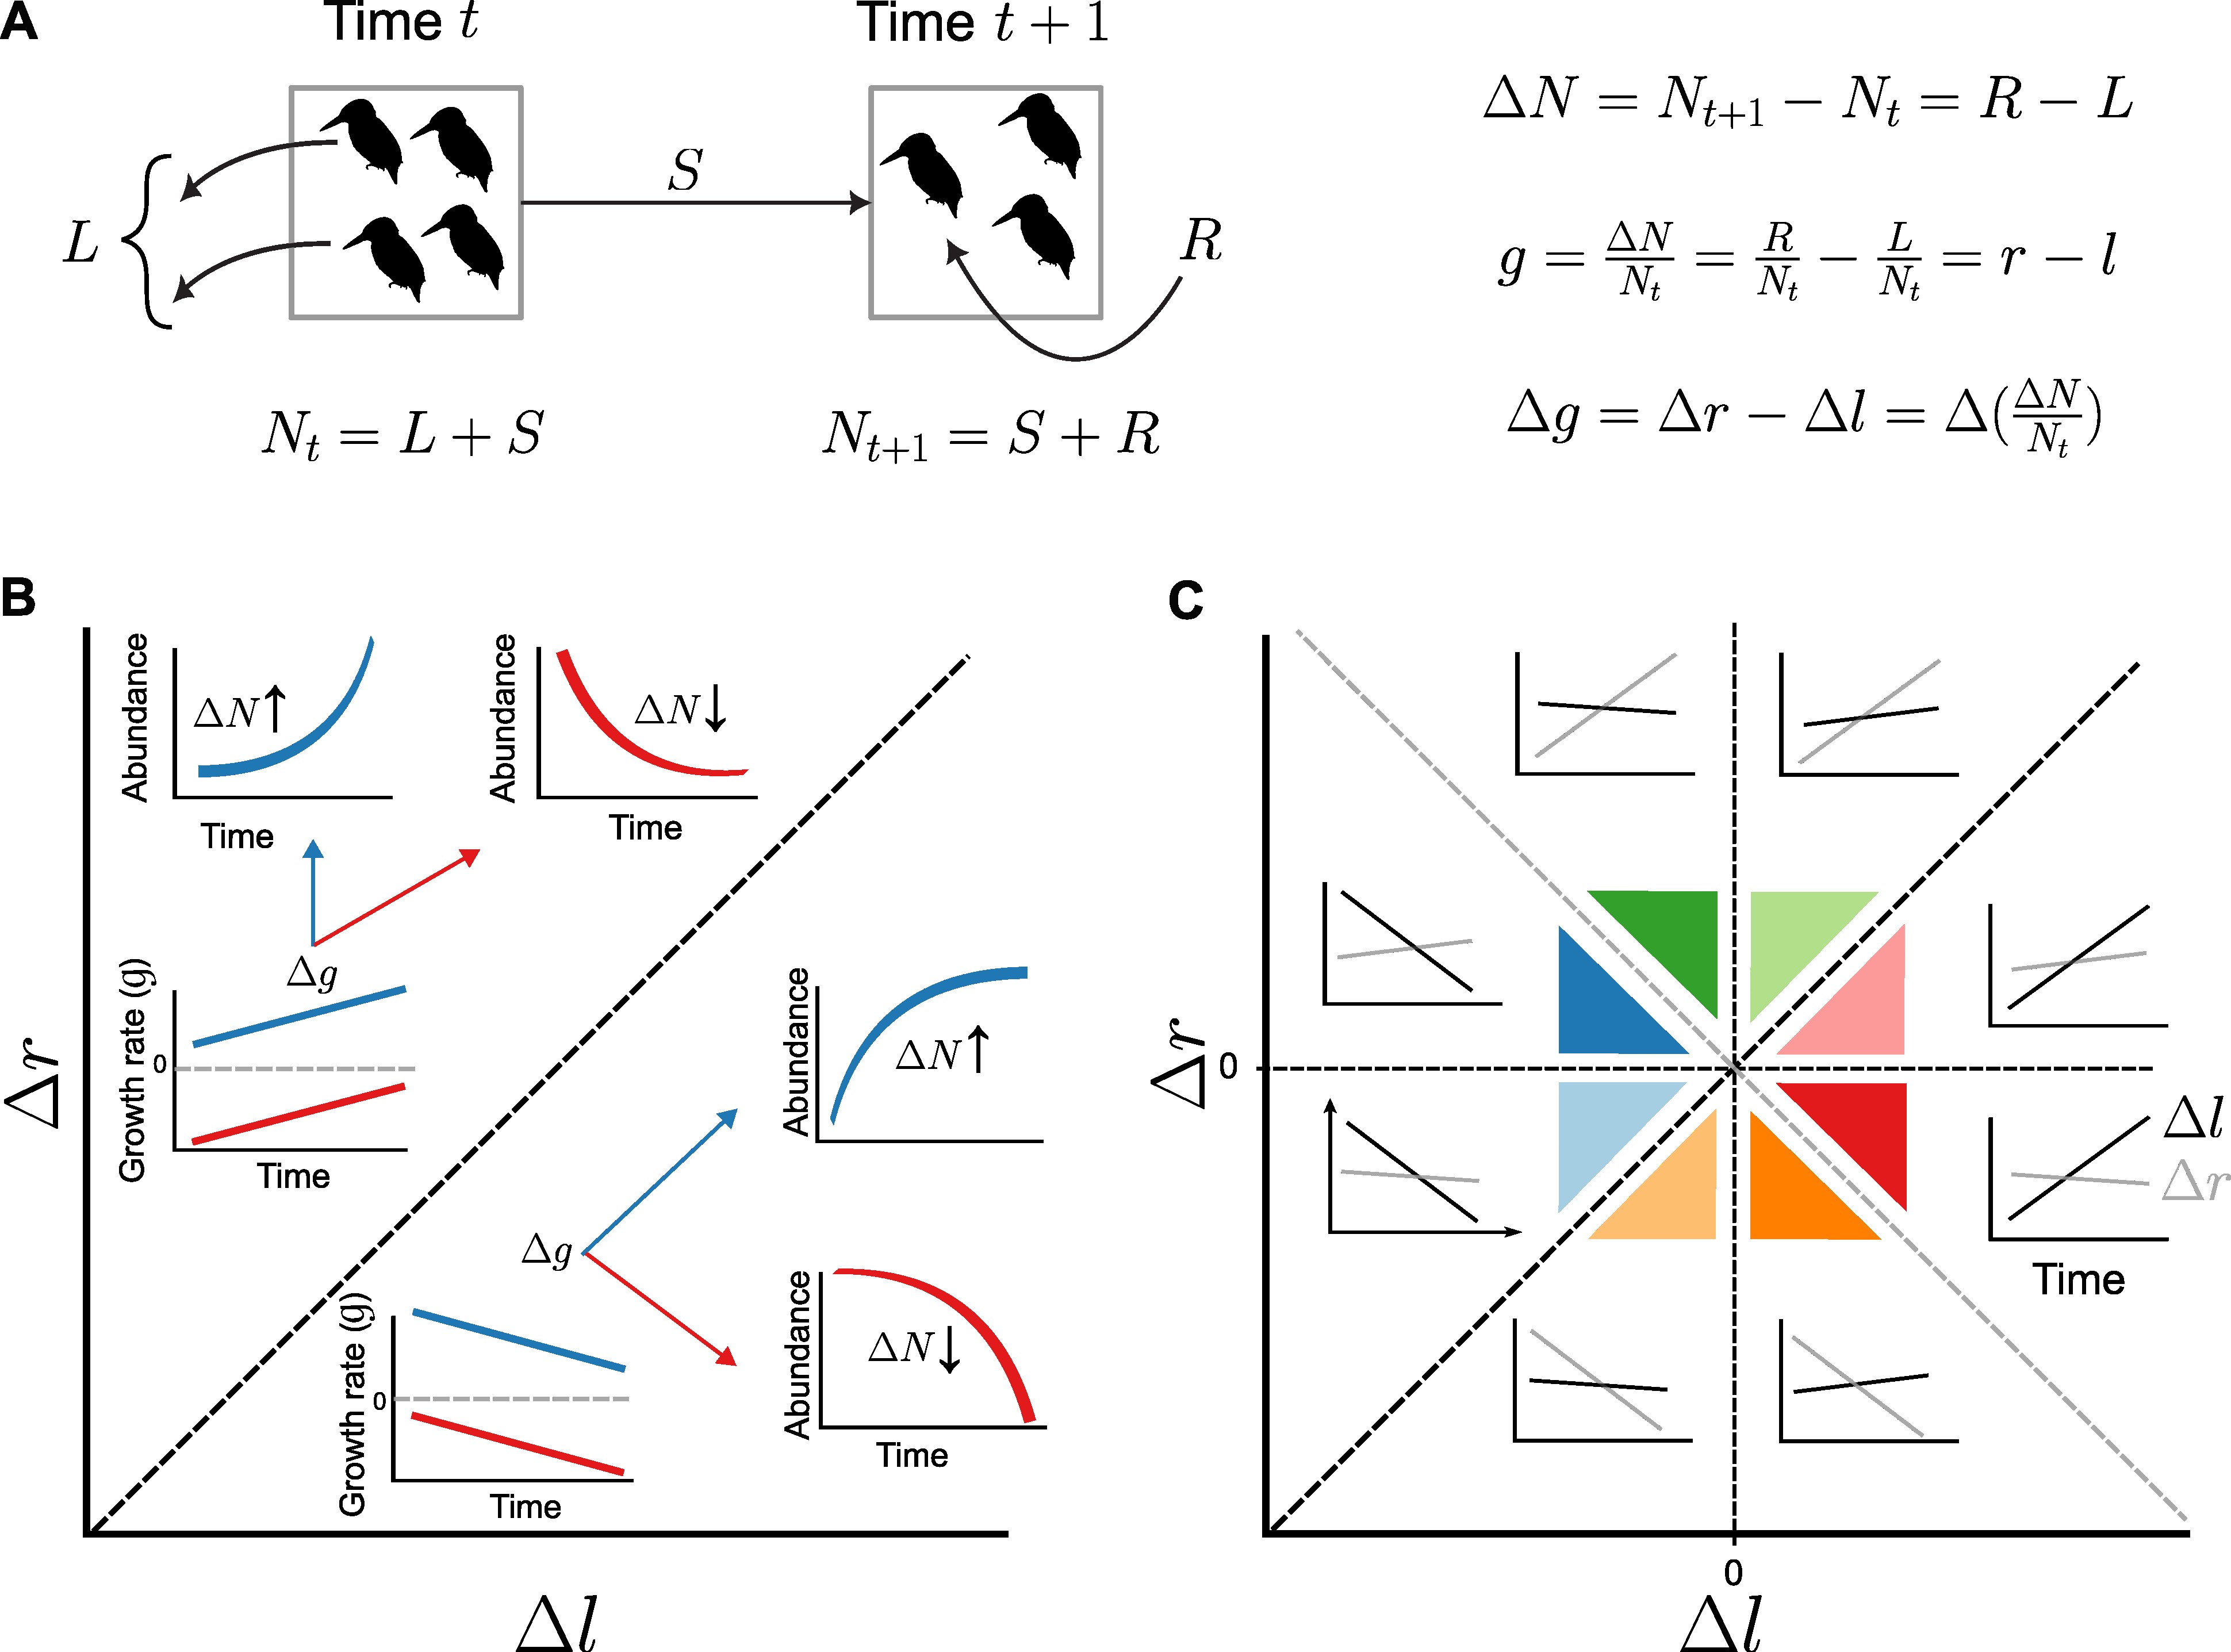 A
Time t
Time t + 1
L
S
R
N_t = L + S
N_{t+1} = S + R
ΔN = N_{t+1} − N_t = R − L
g = ΔN/N_t = R/N_t − L/N_t = r − l
Δg = Δr − Δl = Δ(ΔN/N_t)
B
Δr
Abundance
ΔN↑
Time
Abundance
ΔN↓
Time
Δg
Growth rate (g)
0
Time
Abundance
ΔN↑
Δg
Growth rate (g)
0
Time
Abundance
ΔN↓
Time
Δl
C
Δr
0
Δl
Δr
Time
0
Δl